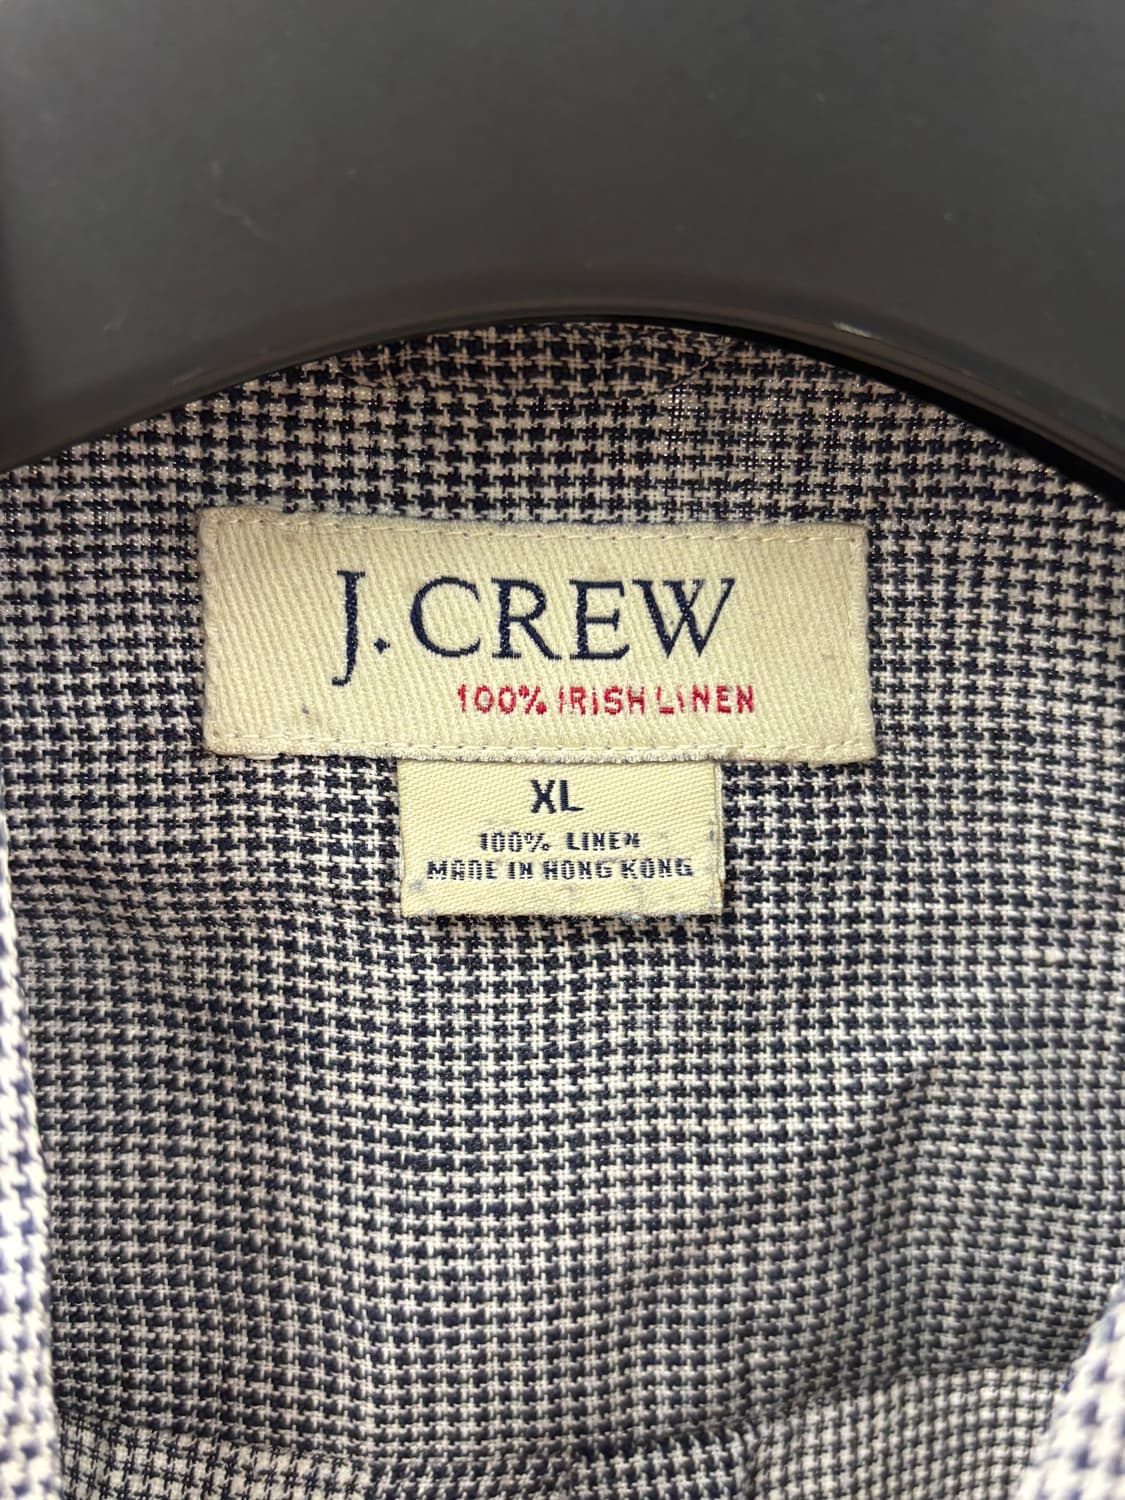 J.CREW
100% IRISH LINEN
XL
100% LINEN
MADE IN HONG KONG